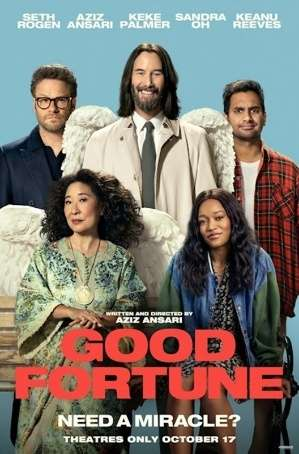 SETH ROGEN AZIZ ANSARI KEKE PALMER SANDRA OH KEANU REEVES
WRITTEN AND DIRECTED BY
AZIZ ANSARI
GOOD
FORTUNE
NEED A MIRACLE?
THEATRES ONLY OCTOBER 17